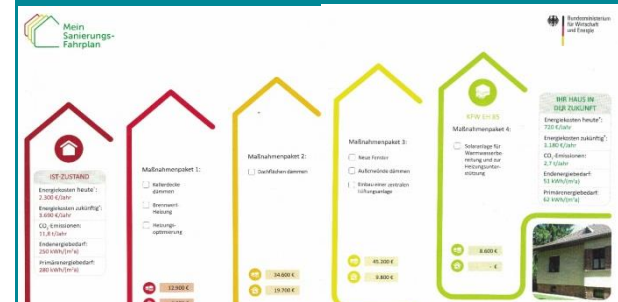 Mein
Sanierungs-
Fahrplan
Bundesministerium
für Wirtschaft
und Energie
IST-ZUSTAND
Energiekosten heute*:
2.300 €/Jahr
Energiekosten zukünftig*:
3.690 €/Jahr
CO₂-Emissionen:
11,8 t/Jahr
Endenergiebedarf:
250 kWh/(m²a)
Primärenergiebedarf:
280 kWh/(m²a)
Maßnahmenpaket 1:
Kellerdecke
dämmen
Brennwert-
Heizung
Heizungs-
optimierung
12.900 €
Maßnahmenpaket 2:
Dachflächen dämmen
34.600 €
19.700 €
Maßnahmenpaket 3:
Neue Fenster
Außenwände dämmen
Einbau einer zentralen
Lüftungsanlage
45.200 €
9.800 €
KFW EH 85
Maßnahmenpaket 4:
Solaranlage für
Warmwasserbe-
reitung und zur
Heizungsunter-
stützung
8.600 €
- €
IHR HAUS IN
DER ZUKUNFT
Energiekosten heute*:
720 €/Jahr
Energiekosten zukünftig*:
1.180 €/Jahr
CO₂-Emissionen:
2,7 t/Jahr
Endenergiebedarf:
51 kWh/(m²a)
Primärenergiebedarf:
62 kWh/(m²a)